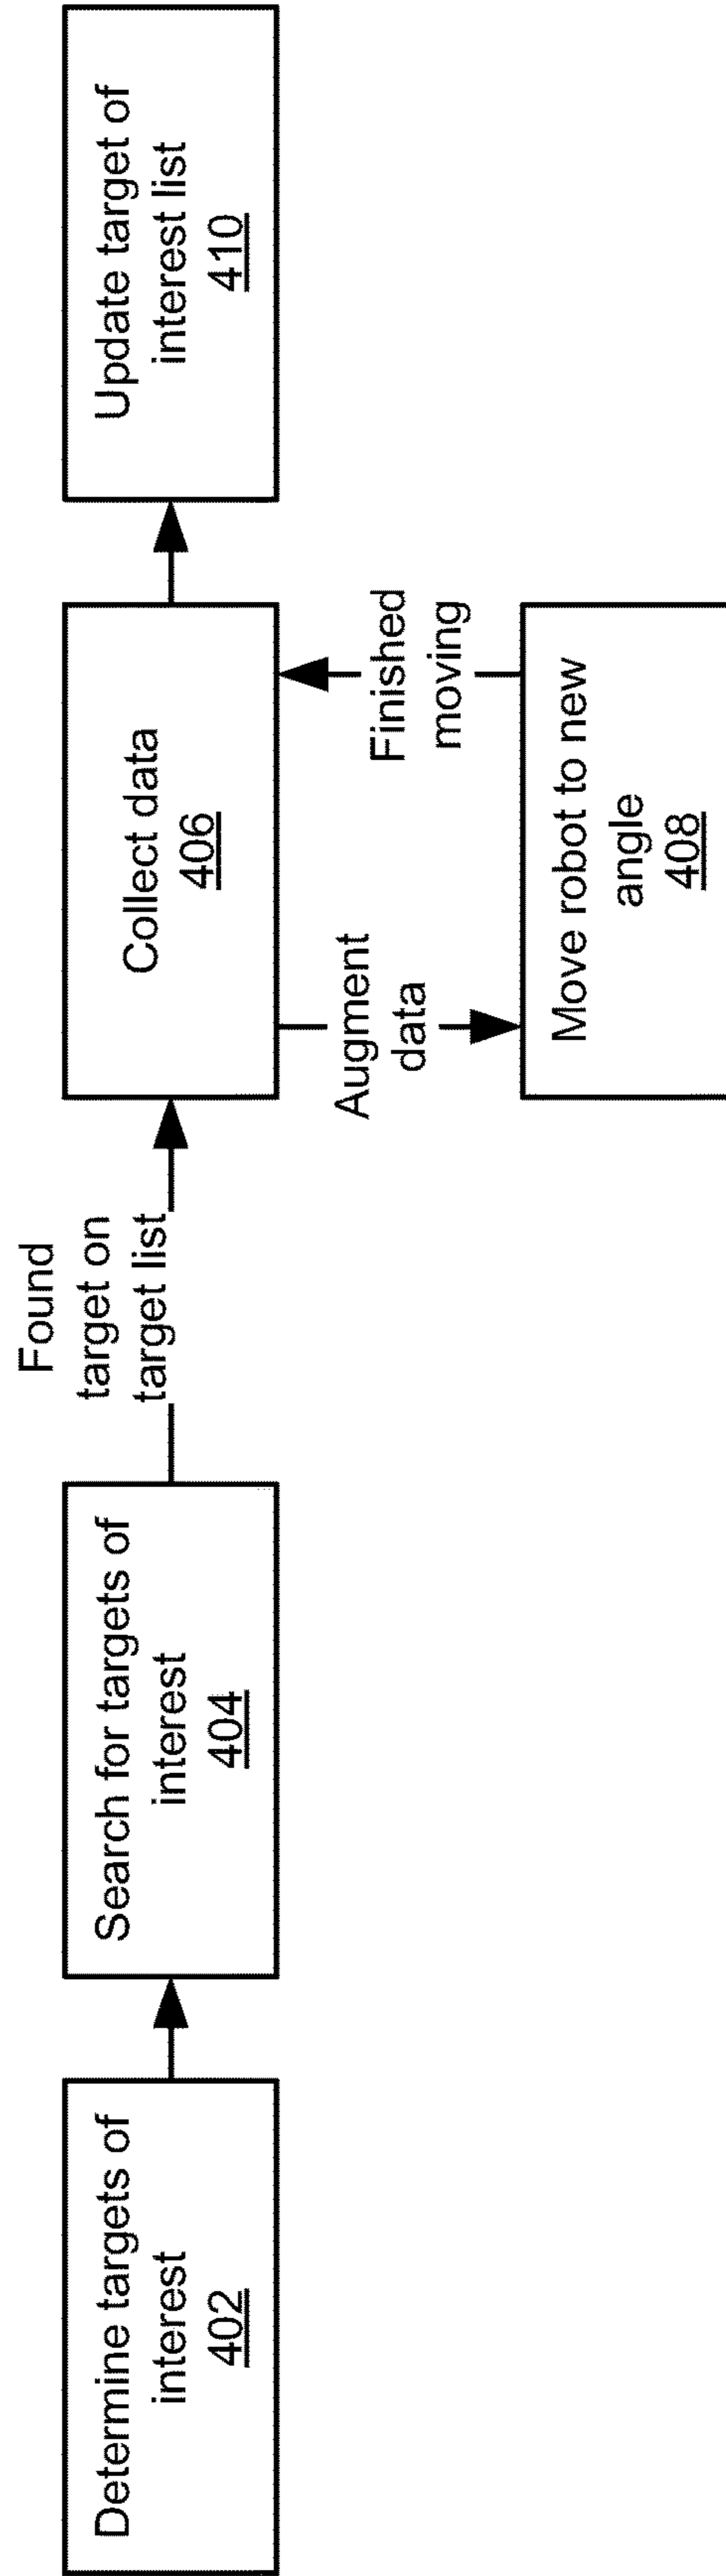 Determine targets of
interest
402
Search for targets of
interest
404
Found
target on
target list
Collect data
406
Augment
data
Finished
moving
Move robot to new
angle
408
Update target of
interest list
410